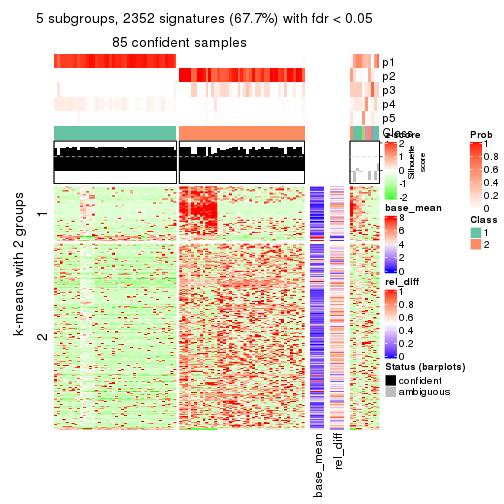 5 subgroups, 2352 signatures (67.7%) with fdr < 0.05
85 confident samples
p1
p2
p3
p4
p5
Class
z-score
2
1
0
-1
-2
Silhouette
score
Prob
1
0.8
0.6
0.4
0.2
0
base_mean
8
6
4
2
0
Class
1
2
rel_diff
1
0.8
0.6
0.4
0.2
0
Status (barplots)
confident
ambiguous
k-means with 2 groups
1
2
base_mean
rel_diff